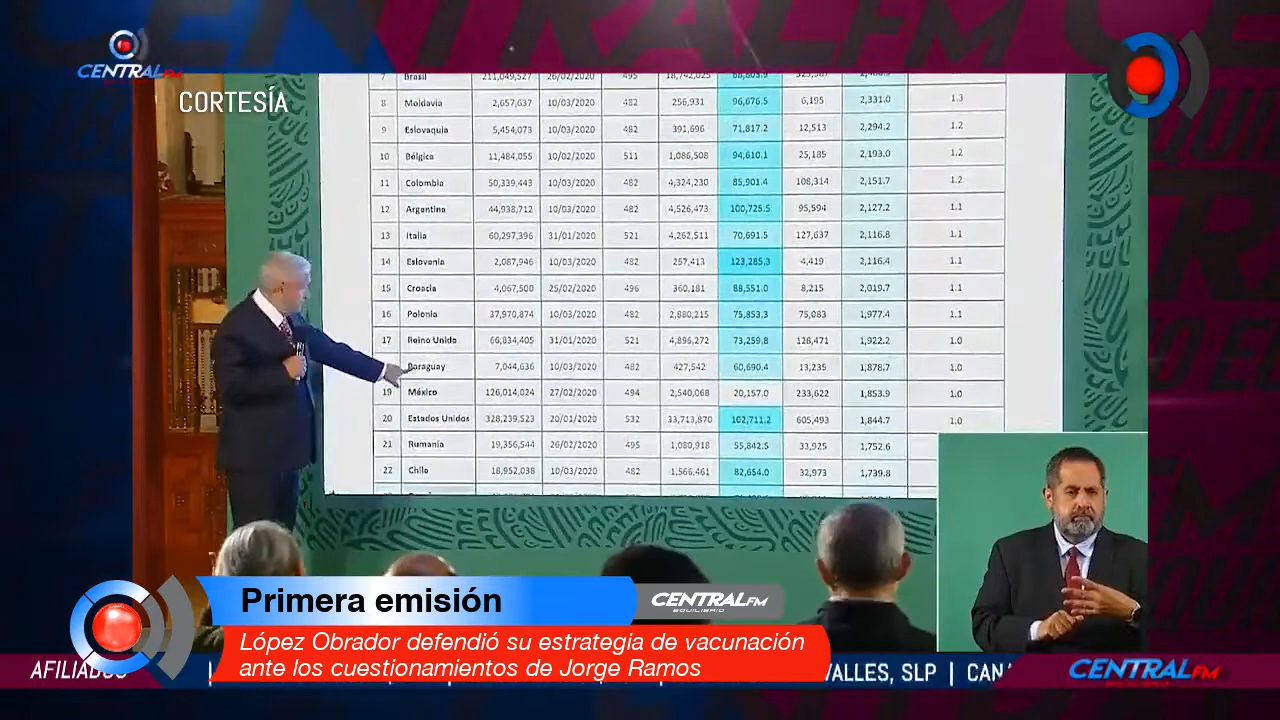 CENTRALFM
CORTESÍA
7 Brasil 211,049,527 26/02/2020 495 18,742,025
8 Moldavia 2,657,637 10/03/2020 482 256,931 96,676.5 6,195 2,331.0 1.3
9 Eslovaquia 5,454,073 10/03/2020 482 391,696 71,817.2 12,513 2,294.2 1.2
10 Bélgica 11,484,055 10/02/2020 511 1,086,508 94,610.1 25,185 2,193.0 1.2
11 Colombia 50,339,443 10/03/2020 482 4,324,230 85,901.4 108,314 2,151.7 1.2
12 Argentina 44,938,712 10/03/2020 482 4,526,473 100,725.5 95,594 2,127.2 1.1
13 Italia 60,297,396 31/01/2020 521 4,262,511 70,691.5 127,637 2,116.8 1.1
14 Eslovenia 2,087,946 10/03/2020 482 257,413 123,285.3 4,419 2,116.4 1.1
15 Croacia 4,067,500 25/02/2020 496 360,181 88,551.0 8,215 2,019.7 1.1
16 Polonia 37,970,874 10/03/2020 482 2,880,215 75,853.3 75,083 1,977.4 1.1
17 Reino Unido 66,834,405 31/01/2020 521 4,896,272 73,259.8 128,471 1,922.2 1.0
Paraguay 7,044,636 10/03/2020 482 427,542 60,690.4 13,235 1,878.7 1.0
19 México 126,014,024 27/02/2020 494 2,540,068 20,157.0 233,622 1,853.9 1.0
20 Estados Unidos 328,239,523 20/01/2020 532 33,713,870 102,711.2 605,493 1,844.7 1.0
21 Rumania 19,356,544 26/02/2020 495 1,080,918 55,842.5 33,925 1,752.6
22 Chile 18,952,038 10/03/2020 482 1,566,461 82,654.0 32,973 1,739.8
Primera emisión
CENTRALFM
EQUILIBRIO
López Obrador defendió su estrategia de vacunación
ante los cuestionamientos de Jorge Ramos
AFILIADOS VALLES, SLP | CAN
CENTRALFM